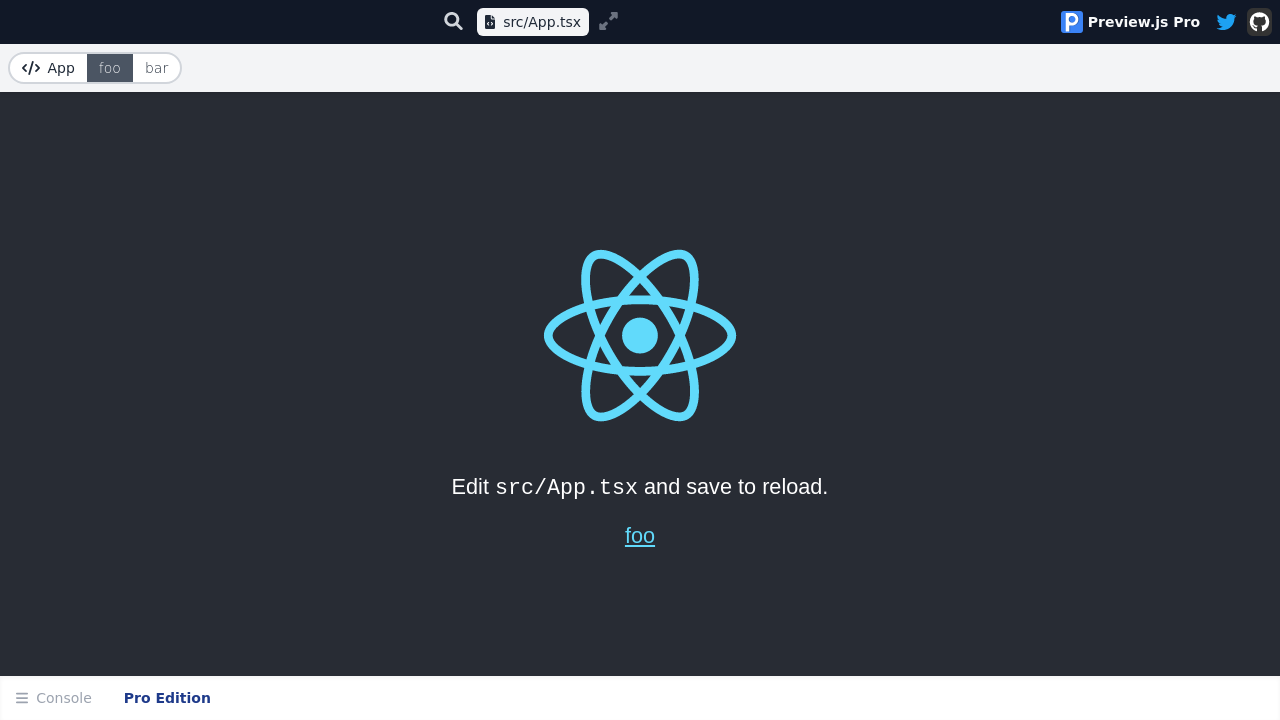 src/App.tsx
Preview.js Pro
App foo bar
Edit src/App.tsx and save to reload.
foo
Console Pro Edition